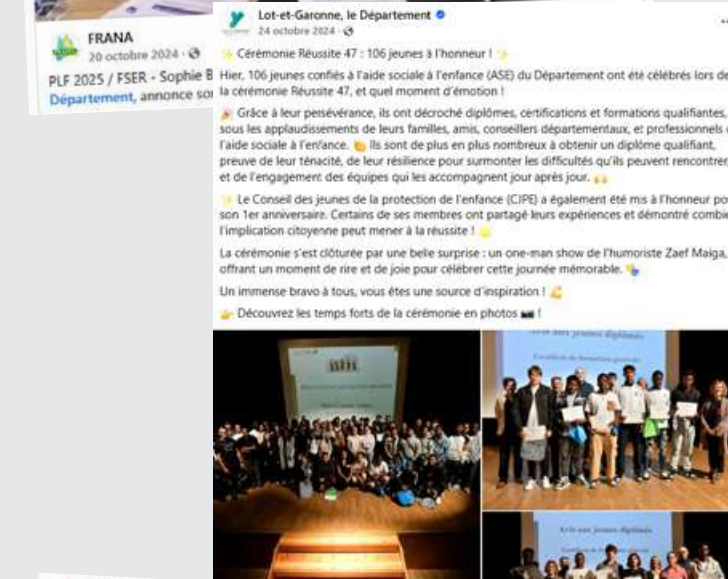 FRANA
20 octobre 2024 ·
PLF 2025 / FSER - Sophie B
Département, annonce son
Lot-et-Garonne, le Département
24 octobre 2024 ·
✨ Cérémonie Réussite 47 : 106 jeunes à l'honneur ! ✨
Hier, 106 jeunes confiés à l'aide sociale à l'enfance (ASE) du Département ont été célébrés lors de
la cérémonie Réussite 47, et quel moment d'émotion !
🎉 Grâce à leur persévérance, ils ont décroché diplômes, certifications et formations qualifiantes,
sous les applaudissements de leurs familles, amis, conseillers départementaux, et professionnels
l'aide sociale à l'enfance. 👏 Ils sont de plus en plus nombreux à obtenir un diplôme qualifiant,
preuve de leur ténacité, de leur résilience pour surmonter les difficultés qu'ils peuvent rencontrer
et de l'engagement des équipes qui les accompagnent jour après jour. 🙌
✨ Le Conseil des jeunes de la protection de l'enfance (CJPE) a également été mis à l'honneur po
son 1er anniversaire. Certains de ses membres ont partagé leurs expériences et démontré combie
l'implication citoyenne peut mener à la réussite ! 🌟
La cérémonie s'est clôturée par une belle surprise : un one-man show de l'humoriste Zaef Maiga,
offrant un moment de rire et de joie pour célébrer cette journée mémorable. 🎭
Un immense bravo à tous, vous êtes une source d'inspiration ! 💪
👉 Découvrez les temps forts de la cérémonie en photos 📸 !
Avis aux jeunes diplômés
Certificat de formation générale
Avis aux jeunes diplômés